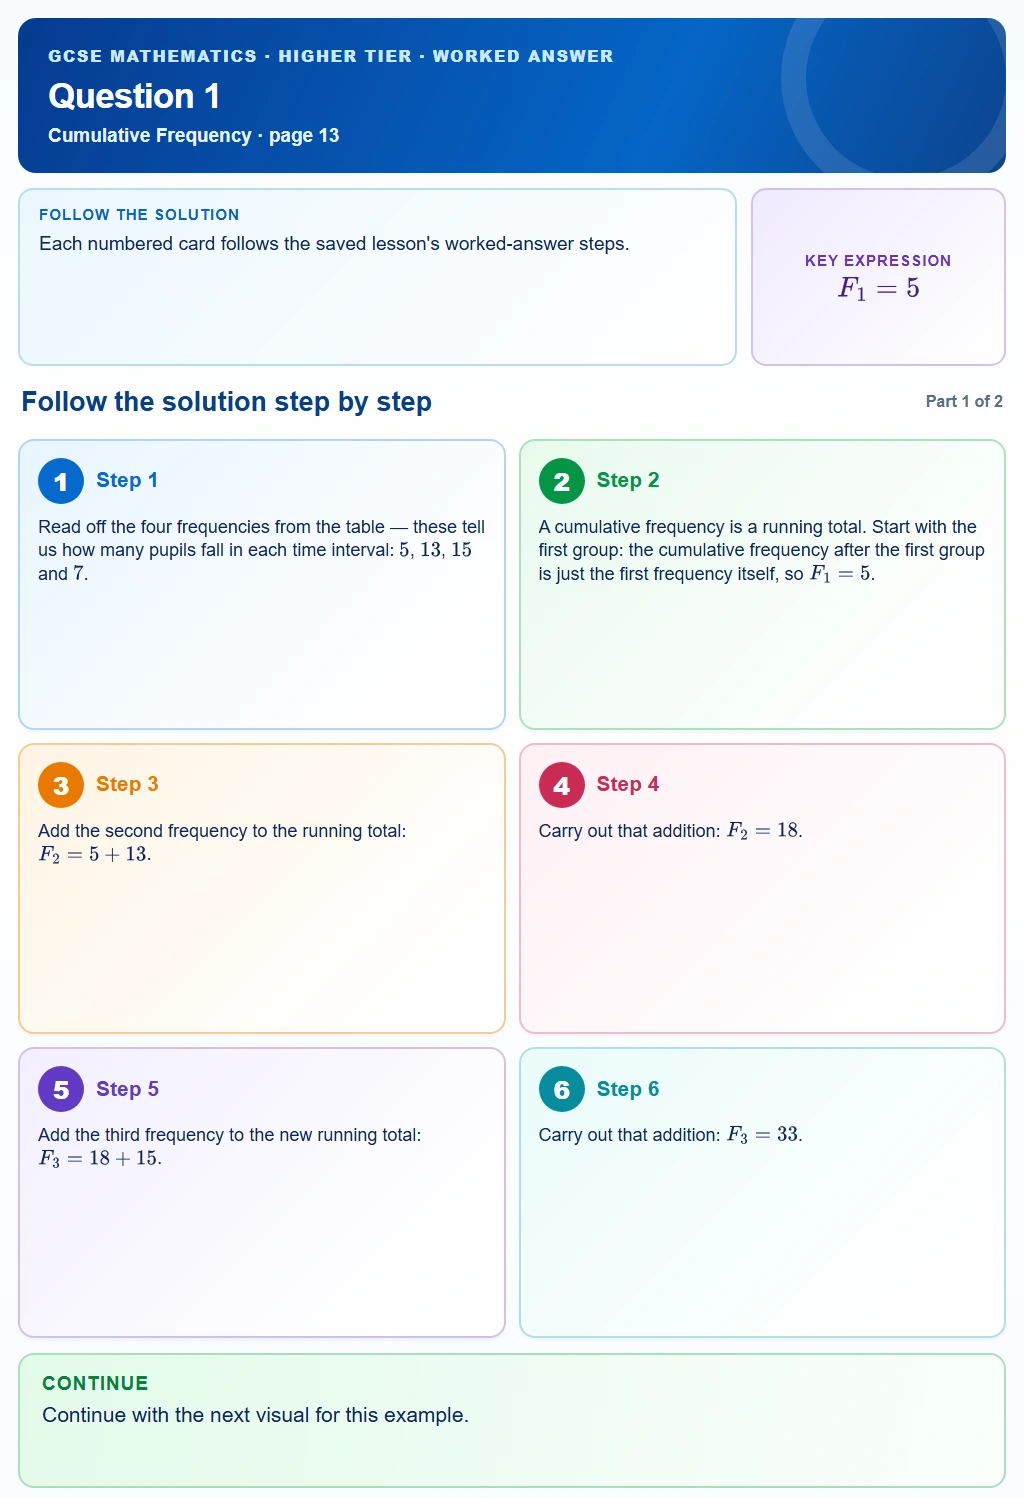 GCSE MATHEMATICS · HIGHER TIER · WORKED ANSWER
Question 1
Cumulative Frequency · page 13
FOLLOW THE SOLUTION
Each numbered card follows the saved lesson's worked-answer steps.
KEY EXPRESSION
F₁ = 5
Follow the solution step by step
Part 1 of 2
1 Step 1
Read off the four frequencies from the table — these tell
us how many pupils fall in each time interval: 5, 13, 15
and 7.
2 Step 2
A cumulative frequency is a running total. Start with the
first group: the cumulative frequency after the first group
is just the first frequency itself, so F₁ = 5.
3 Step 3
Add the second frequency to the running total:
F₂ = 5 + 13.
4 Step 4
Carry out that addition: F₂ = 18.
5 Step 5
Add the third frequency to the new running total:
F₃ = 18 + 15.
6 Step 6
Carry out that addition: F₃ = 33.
CONTINUE
Continue with the next visual for this example.